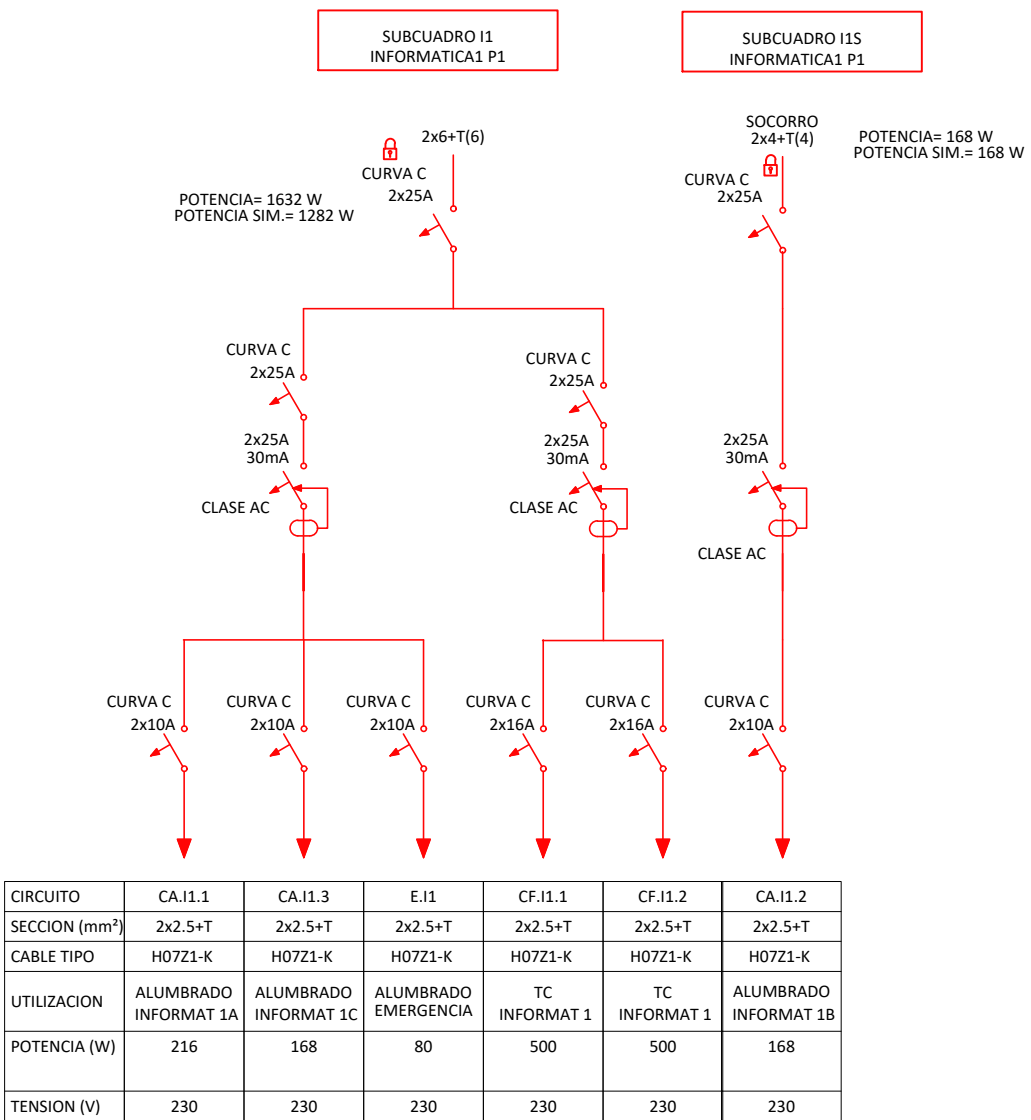 SUBCUADRO I1
INFORMATICA1 P1
SUBCUADRO I1S
INFORMATICA1 P1
2x6+T(6)
CURVA C
2x25A
POTENCIA= 1632 W
POTENCIA SIM.= 1282 W
SOCORRO
2x4+T(4)
CURVA C
2x25A
POTENCIA= 168 W
POTENCIA SIM.= 168 W
CURVA C
2x25A
CURVA C
2x25A
2x25A
30mA
CLASE AC
2x25A
30mA
CLASE AC
2x25A
30mA
CLASE AC
CURVA C
2x10A
CURVA C
2x10A
CURVA C
2x10A
CURVA C
2x16A
CURVA C
2x16A
CURVA C
2x10A
CIRCUITO CA.I1.1 CA.I1.3 E.I1 CF.I1.1 CF.I1.2 CA.I1.2
SECCION (mm²) 2x2.5+T 2x2.5+T 2x2.5+T 2x2.5+T 2x2.5+T 2x2.5+T
CABLE TIPO H07Z1-K H07Z1-K H07Z1-K H07Z1-K H07Z1-K H07Z1-K
UTILIZACION
ALUMBRADO
INFORMAT 1A
ALUMBRADO
INFORMAT 1C
ALUMBRADO
EMERGENCIA
TC
INFORMAT 1
TC
INFORMAT 1
ALUMBRADO
INFORMAT 1B
POTENCIA (W) 216 168 80 500 500 168
TENSION (V) 230 230 230 230 230 230